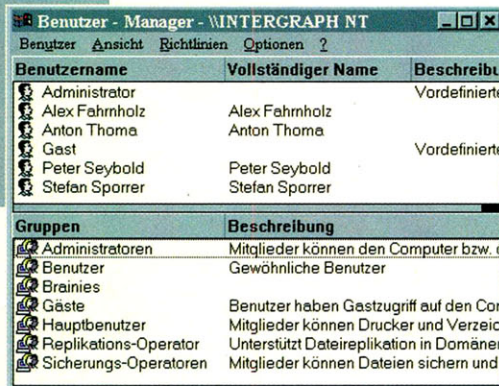 Benutzer - Manager - \\INTERGRAPH NT
Benutzer Ansicht Richtlinien Optionen ?
Benutzername Vollständiger Name Beschreibu
Administrator Vordefinierte
Alex Fahrnholz Alex Fahrnholz
Anton Thoma Anton Thoma
Gast Vordefinierte
Peter Seybold Peter Seybold
Stefan Sporrer Stefan Sporrer
Gruppen Beschreibung
Administratoren Mitglieder können den Computer bzw. d
Benutzer Gewöhnliche Benutzer
Brainies
Gäste Benutzer haben Gastzugriff auf den Co
Hauptbenutzer Mitglieder können Drucker und Verzeic
Replikations-Operator Unterstützt Dateireplikation in Domäne
Sicherungs-Operatoren Mitglieder können Dateien sichern und